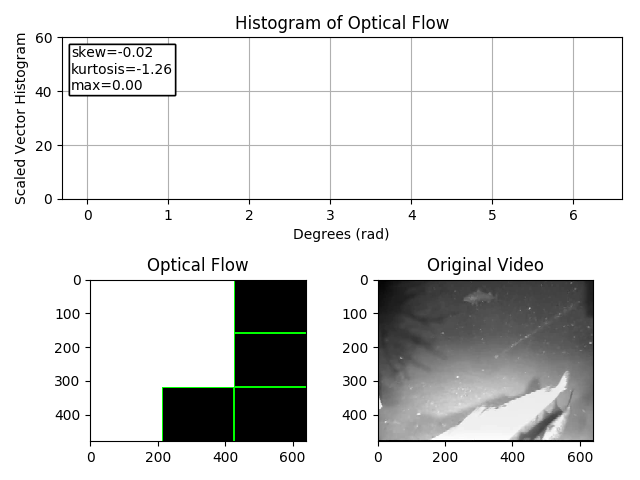 Histogram of Optical Flow
Scaled Vector Histogram
60
40
20
0
skew=-0.02
kurtosis=-1.26
max=0.00
0 1 2 3 4 5 6
Degrees (rad)
Optical Flow
0
100
200
300
400
0 200 400 600
Original Video
0
100
200
300
400
0 200 400 600